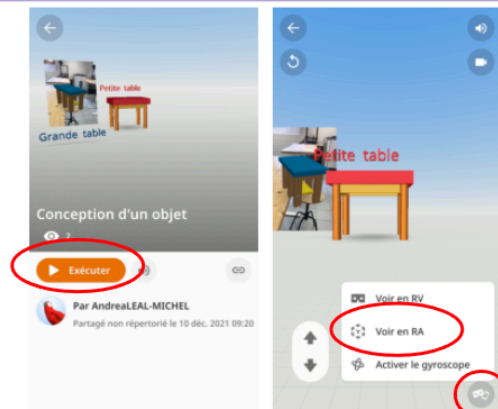 Petite table
Grande table
Conception d'un objet
2
Exécuter
Par AndreaLEAL-MICHEL
Partagé non répertorié le 10 déc. 2021 09:20
Petite table
Voir en RV
Voir en RA
Activer le gyroscope